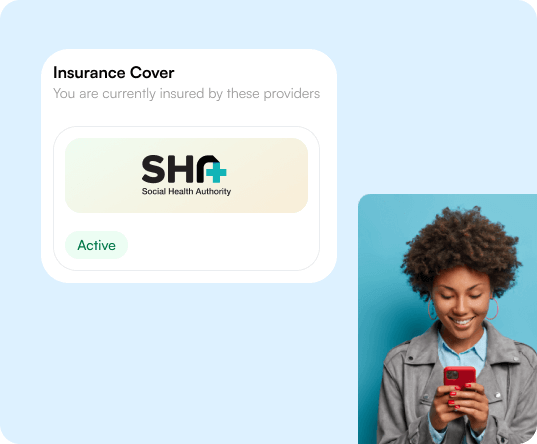 Insurance Cover
You are currently insured by these providers
SHA
Social Health Authority
Active